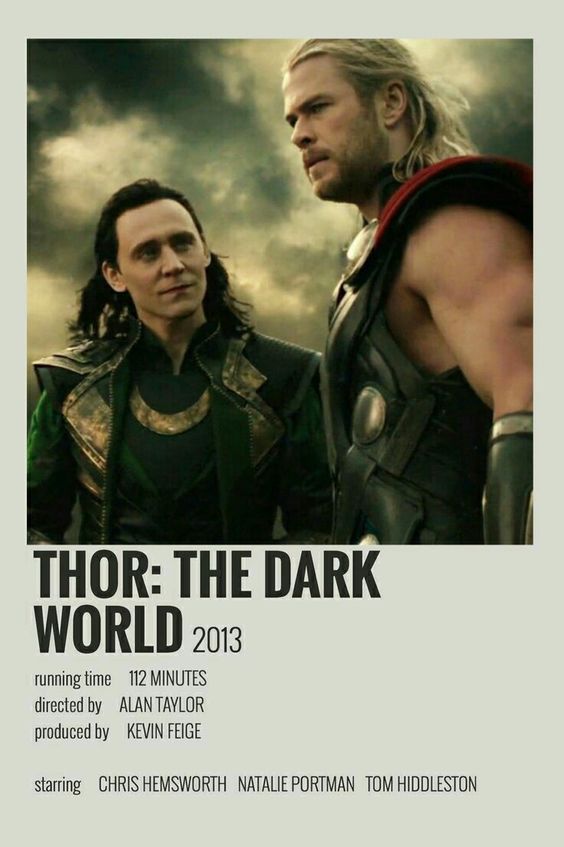 THOR: THE DARK
WORLD 2013
running time 112 MINUTES
directed by ALAN TAYLOR
produced by KEVIN FEIGE
starring CHRIS HEMSWORTH NATALIE PORTMAN TOM HIDDLESTON